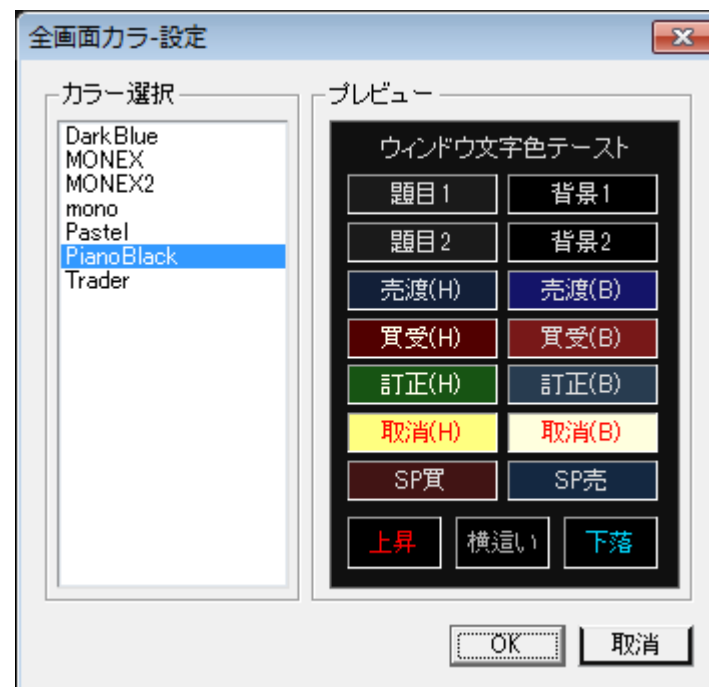 全画面カラ-設定
カラー選択
DarkBlue
MONEX
MONEX2
mono
Pastel
PianoBlack
Trader
プレビュー
ウィンドウ文字色テースト
題目1 背景1
題目2 背景2
売渡(H) 売渡(B)
買受(H) 買受(B)
訂正(H) 訂正(B)
取消(H) 取消(B)
SP買 SP売
上昇 横這い 下落
OK 取消